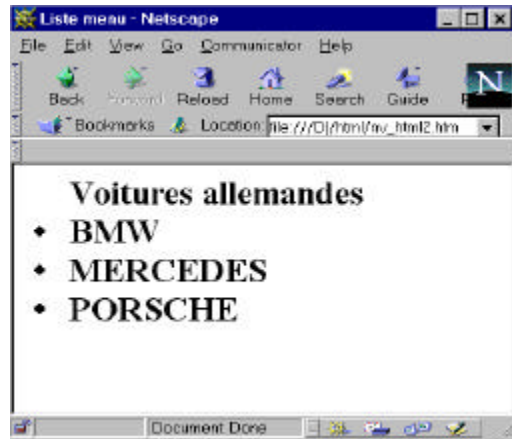 Liste menu - Netscape
File Edit View Go Communicator Help
Back Forward Reload Home Search Guide
N
Bookmarks Location: file:///D|/html/nv_html2.htm
Voitures allemandes
• BMW
• MERCEDES
• PORSCHE
Document Done